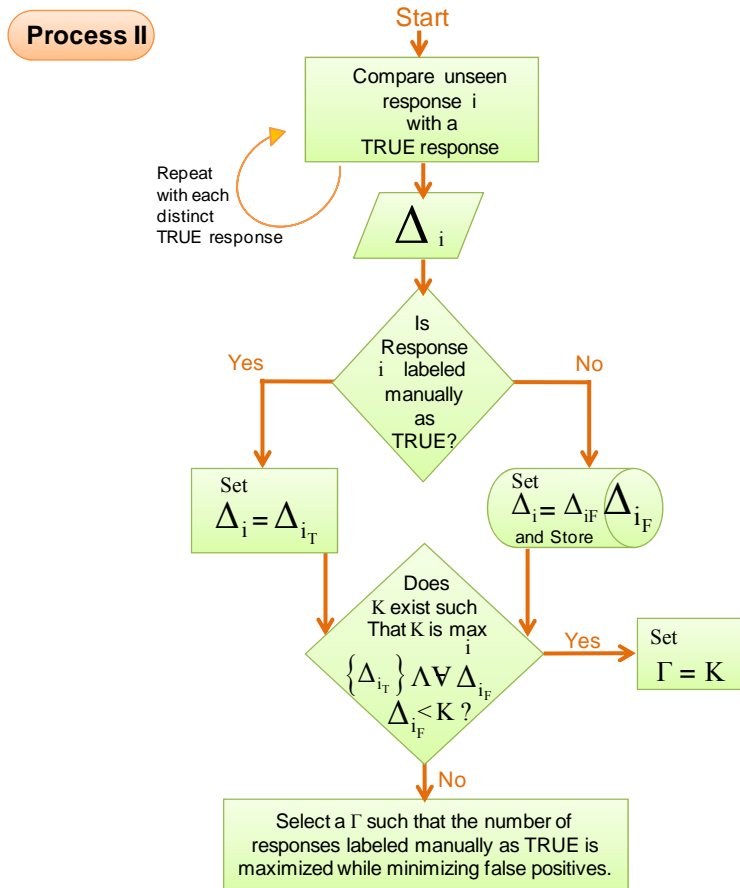 Process II
Start
Compare unseen
response i
with a
TRUE response
Repeat
with each
distinct
TRUE response
Δ i
Is
Response
i labeled
manually
as
TRUE?
Yes
No
Set
Δi = ΔiT
Set
Δi = ΔiF
and Store
ΔiF
Does
K exist such
That K is max
i
{ΔiT} Λ ∀ ΔiF
ΔiF < K ?
Yes
Set
Γ = K
No
Select a Γ such that the number of
responses labeled manually as TRUE is
maximized while minimizing false positives.